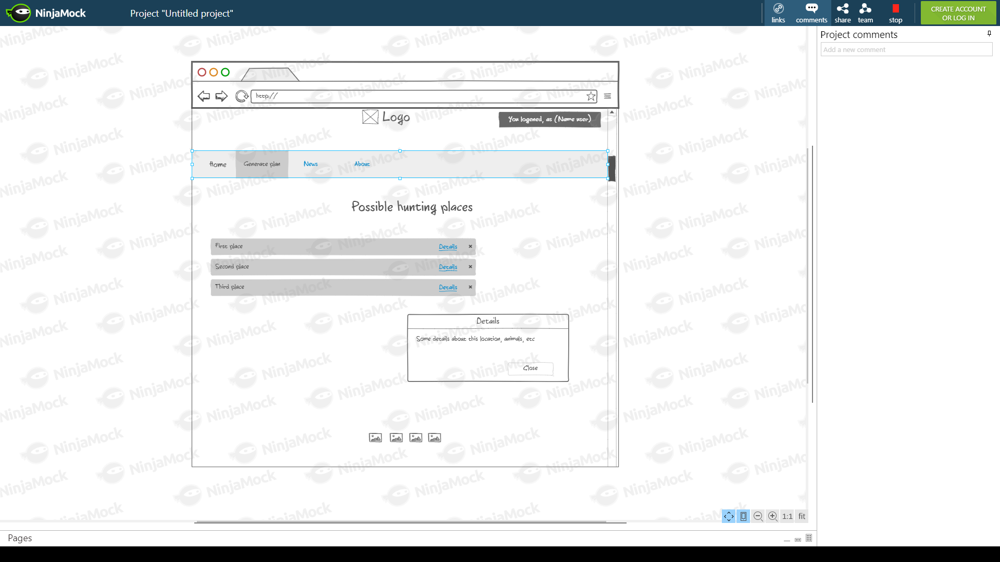 NinjaMock
Project "Untitled project"
links
comments
share
team
stop
CREATE ACCOUNT
OR LOG IN
Project comments
Add a new comment
http://
Logo
You logened, as (Name user)
Home
Generate plan
News
About
Possible hunting places
First place
Details
Second place
Details
Third place
Details
Details
Some details about this location, animals, etc
Close
1:1
fit
Pages